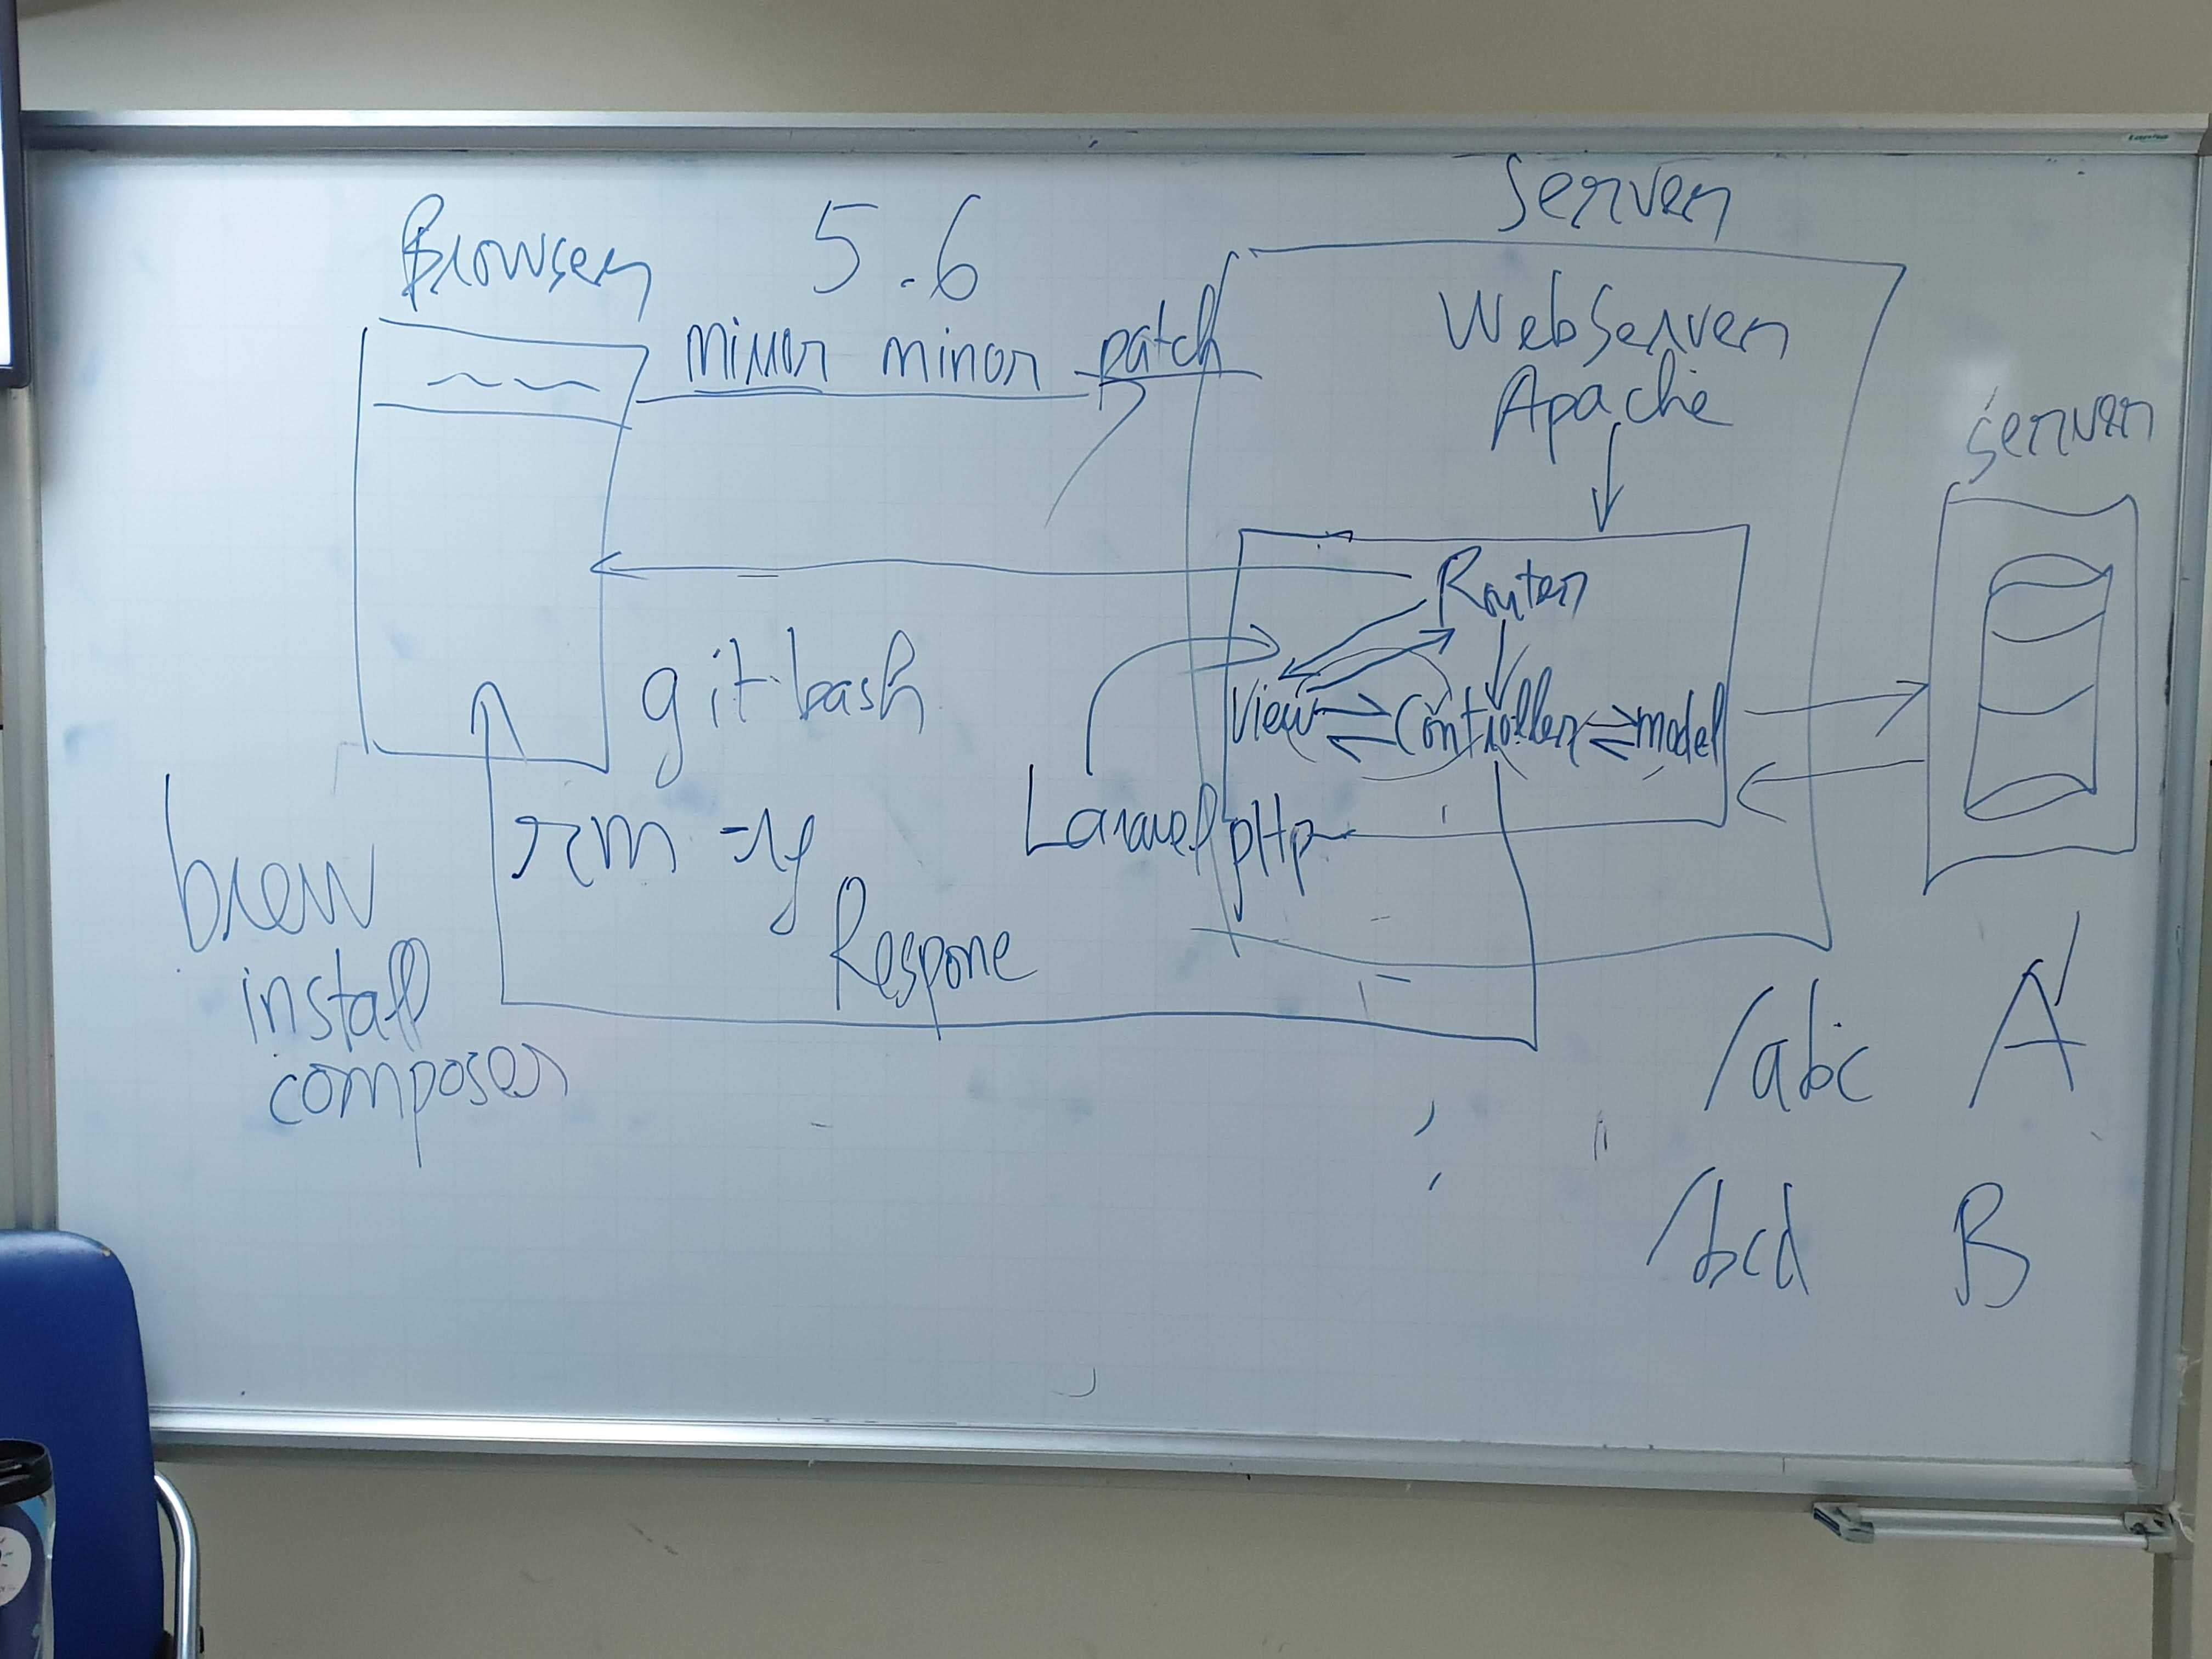 Server
Browser 5.6
WebServer
minor patch
Apache
server
Router
git bash
View Controller model
Laravel pHp
rm -rf
brew
Respone
install
composer
/abc A
/bcd B